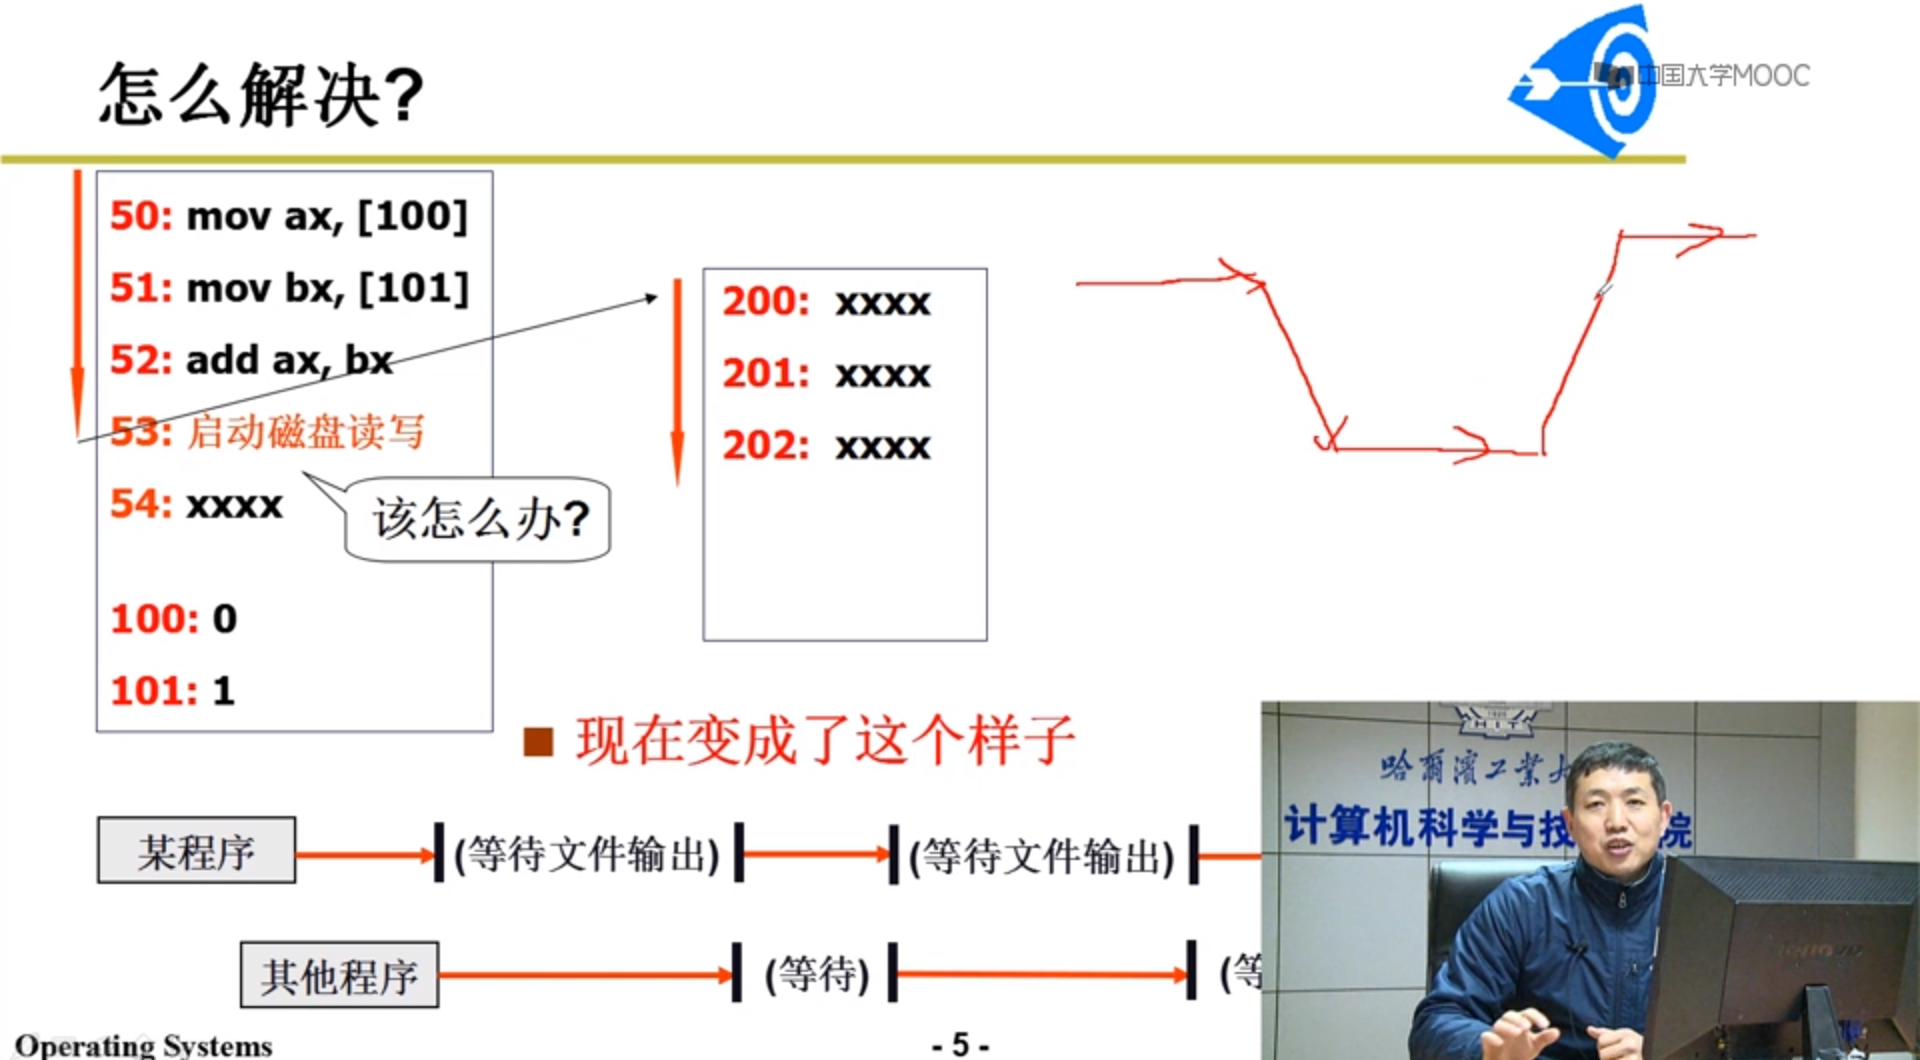 怎么解决?
中国大学MOOC
50: mov ax, [100]
51: mov bx, [101]
52: add ax, bx
53: 启动磁盘读写
54: xxxx
100: 0
101: 1
该怎么办?
200: xxxx
201: xxxx
202: xxxx
现在变成了这个样子
某程序
(等待文件输出)
(等待文件输出)
其他程序
(等待)
(等
Operating Systems
- 5 -
HIT
哈爾濱工業大
计算机科学与技 院